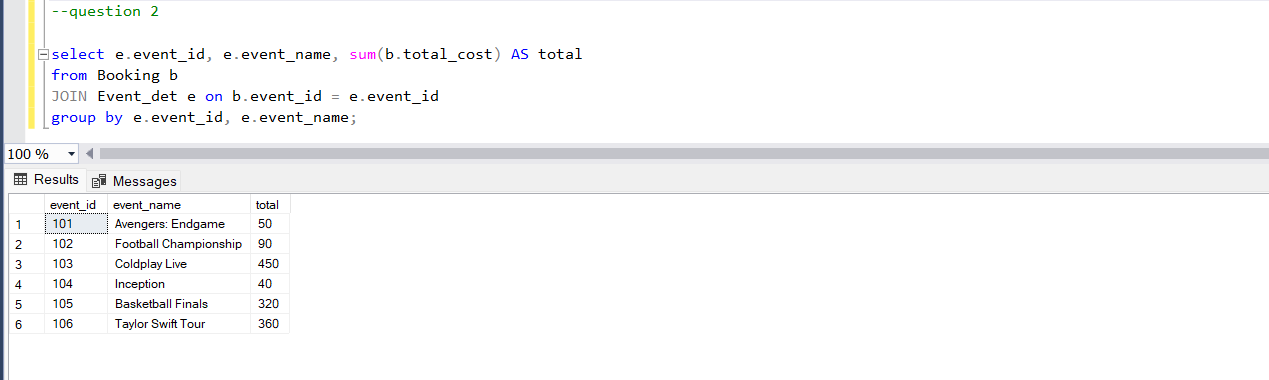 --question 2
select e.event_id, e.event_name, sum(b.total_cost) AS total
from Booking b
JOIN Event_det e on b.event_id = e.event_id
group by e.event_id, e.event_name;
100 %
Results Messages
event_id event_name total
1 101 Avengers: Endgame 50
2 102 Football Championship 90
3 103 Coldplay Live 450
4 104 Inception 40
5 105 Basketball Finals 320
6 106 Taylor Swift Tour 360